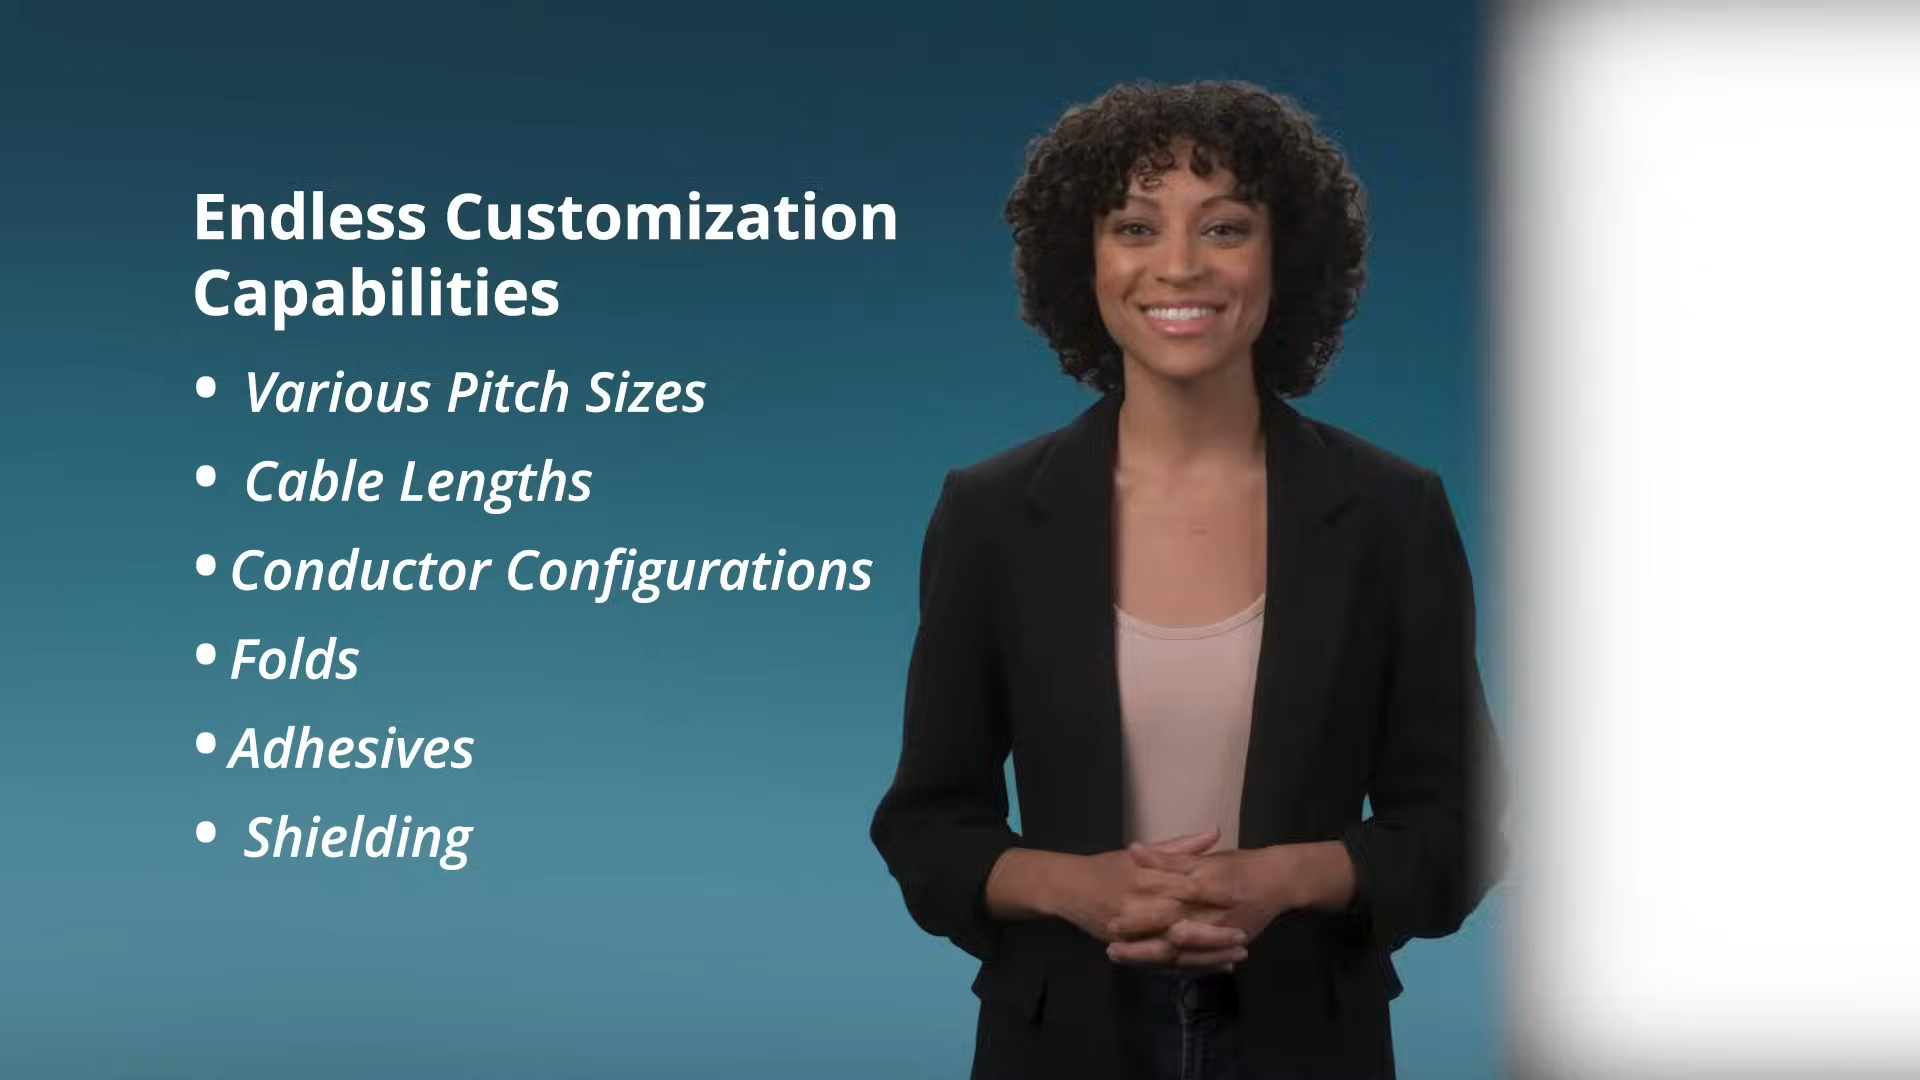 Endless Customization
Capabilities
• Various Pitch Sizes
• Cable Lengths
• Conductor Configurations
• Folds
• Adhesives
• Shielding